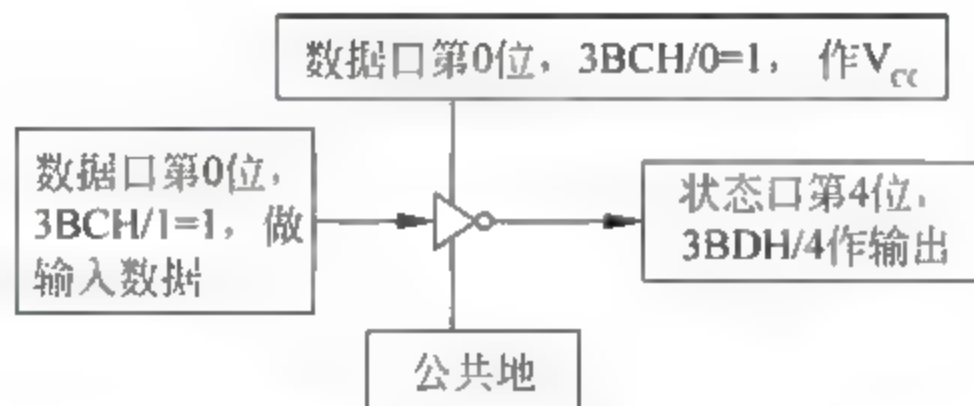 数据口第0位，3BCH/0=1， 作Vcc
数据口第0位，
3BCH/1=1，做
输入数据
状态口第4位，
3BDH/4作输出
公共地